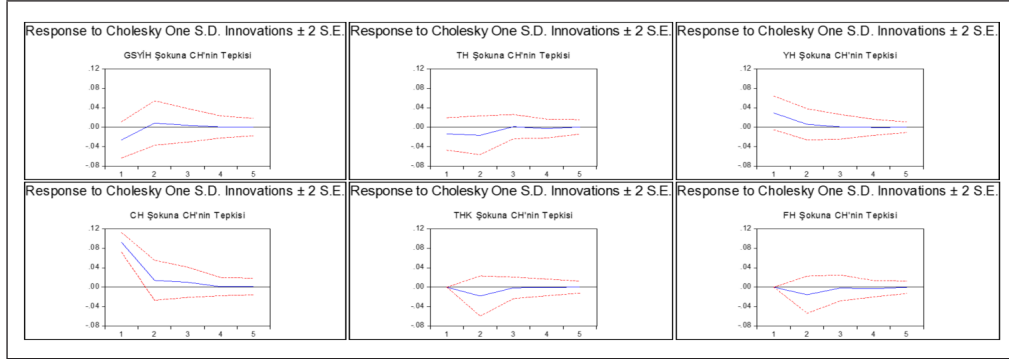 Response to Cholesky One S.D. Innovations ± 2 S.E.
GSYİH Şokuna CH'nin Tepkisi
.12
.08
.04
.00
-.04
-.08
1 2 3 4 5
Response to Cholesky One S.D. Innovations ± 2 S.E.
TH Şokuna CH'nin Tepkisi
.12
.08
.04
.00
-.04
-.08
1 2 3 4 5
Response to Cholesky One S.D. Innovations ± 2 S.E.
YH Şokuna CH'nin Tepkisi
.12
.08
.04
.00
-.04
-.08
1 2 3 4 5
Response to Cholesky One S.D. Innovations ± 2 S.E.
CH Şokuna CH'nin Tepkisi
.12
.08
.04
.00
-.04
-.08
1 2 3 4 5
Response to Cholesky One S.D. Innovations ± 2 S.E.
THK Şokuna CH'nin Tepkisi
.12
.08
.04
.00
-.04
-.08
1 2 3 4 5
Response to Cholesky One S.D. Innovations ± 2 S.E.
FH Şokuna CH'nin Tepkisi
.12
.08
.04
.00
-.04
-.08
1 2 3 4 5